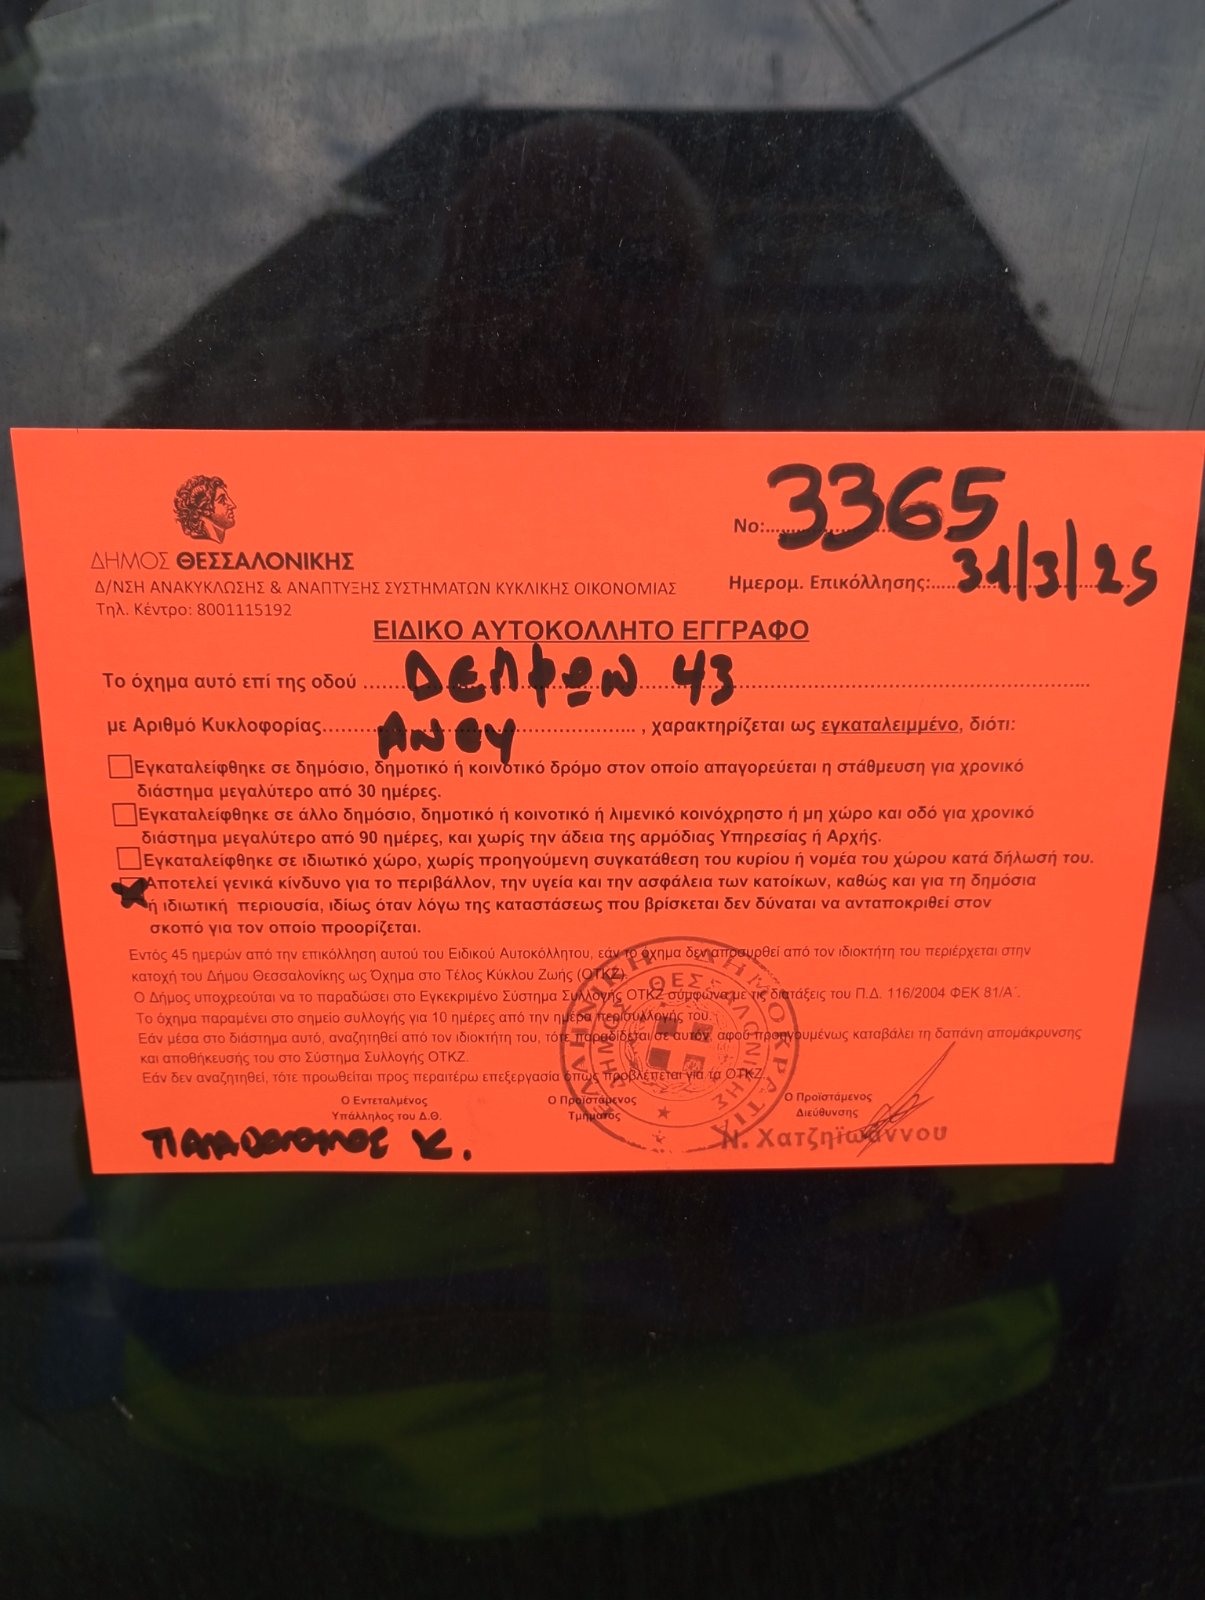 Νο:..... 3365
ΔΗΜΟΣ ΘΕΣΣΑΛΟΝΙΚΗΣ
Δ/ΝΣΗ ΑΝΑΚΥΚΛΩΣΗΣ & ΑΝΑΠΤΥΞΗΣ ΣΥΣΤΗΜΑΤΩΝ ΚΥΚΛΙΚΗΣ ΟΙΚΟΝΟΜΙΑΣ
Ημερομ. Επικόλλησης:..... 31/3/25
Τηλ. Κέντρο: 8001115192
ΕΙΔΙΚΟ ΑΥΤΟΚΟΛΛΗΤΟ ΕΓΓΡΑΦΟ
Το όχημα αυτό επί της οδού ..... ΔΕΛΦΩΝ 43
με Αριθμό Κυκλοφορίας..... ΑΝΕΥ ..... , χαρακτηρίζεται ως εγκαταλειμμένο, διότι:
Εγκαταλείφθηκε σε δημόσιο, δημοτικό ή κοινοτικό δρόμο στον οποίο απαγορεύεται η στάθμευση για χρονικό
διάστημα μεγαλύτερο από 30 ημέρες.
Εγκαταλείφθηκε σε άλλο δημόσιο, δημοτικό ή κοινοτικό ή λιμενικό κοινόχρηστο ή μη χώρο και οδό για χρονικό
διάστημα μεγαλύτερο από 90 ημέρες, και χωρίς την άδεια της αρμόδιας Υπηρεσίας ή Αρχής.
Εγκαταλείφθηκε σε ιδιωτικό χώρο, χωρίς προηγούμενη συγκατάθεση του κυρίου ή νομέα του χώρου κατά δήλωσή του.
Αποτελεί γενικά κίνδυνο για το περιβάλλον, την υγεία και την ασφάλεια των κατοίκων, καθώς και για τη δημόσια
ή ιδιωτική περιουσία, ιδίως όταν λόγω της καταστάσεως που βρίσκεται δεν δύναται να ανταποκριθεί στον
σκοπό για τον οποίο προορίζεται.
Εντός 45 ημερών από την επικόλληση αυτού του Ειδικού Αυτοκόλλητου, εάν το όχημα δεν αποσυρθεί από τον ιδιοκτήτη του περιέρχεται στην
κατοχή του Δήμου Θεσσαλονίκης ως Όχημα στο Τέλος Κύκλου Ζωής (ΟΤΚΖ).
Ο Δήμος υποχρεούται να το παραδώσει στο Εγκεκριμένο Σύστημα Συλλογής ΟΤΚΖ σύμφωνα με τις διατάξεις του Π.Δ. 116/2004 ΦΕΚ 81/Α΄.
Το όχημα παραμένει στο σημείο συλλογής για 10 ημέρες από την ημέρα περισυλλογής του.
Εάν μέσα στο διάστημα αυτό, αναζητηθεί από τον ιδιοκτήτη του, τότε παραδίδεται σε αυτόν, αφού προηγουμένως καταβάλει τη δαπάνη απομάκρυνσης
και αποθήκευσής του στο Σύστημα Συλλογής ΟΤΚΖ.
Εάν δεν αναζητηθεί, τότε προωθείται προς περαιτέρω επεξεργασία όπως προβλέπεται για τα ΟΤΚΖ.
Ο Εντεταλμένος
Υπάλληλος του Δ.Θ.
Ο Προϊστάμενος
Τμήματος
Ο Προϊστάμενος
Διεύθυνσης
ΠΑΠΑΔΟΠΟΥΛΟΣ Κ.
Ν. Χατζηϊωάννου
ΕΛΛΗΝΙΚΗ ΔΗΜΟΚΡΑΤΙΑ
ΔΗΜΟΣ ΘΕΣΣΑΛΟΝΙΚΗΣ